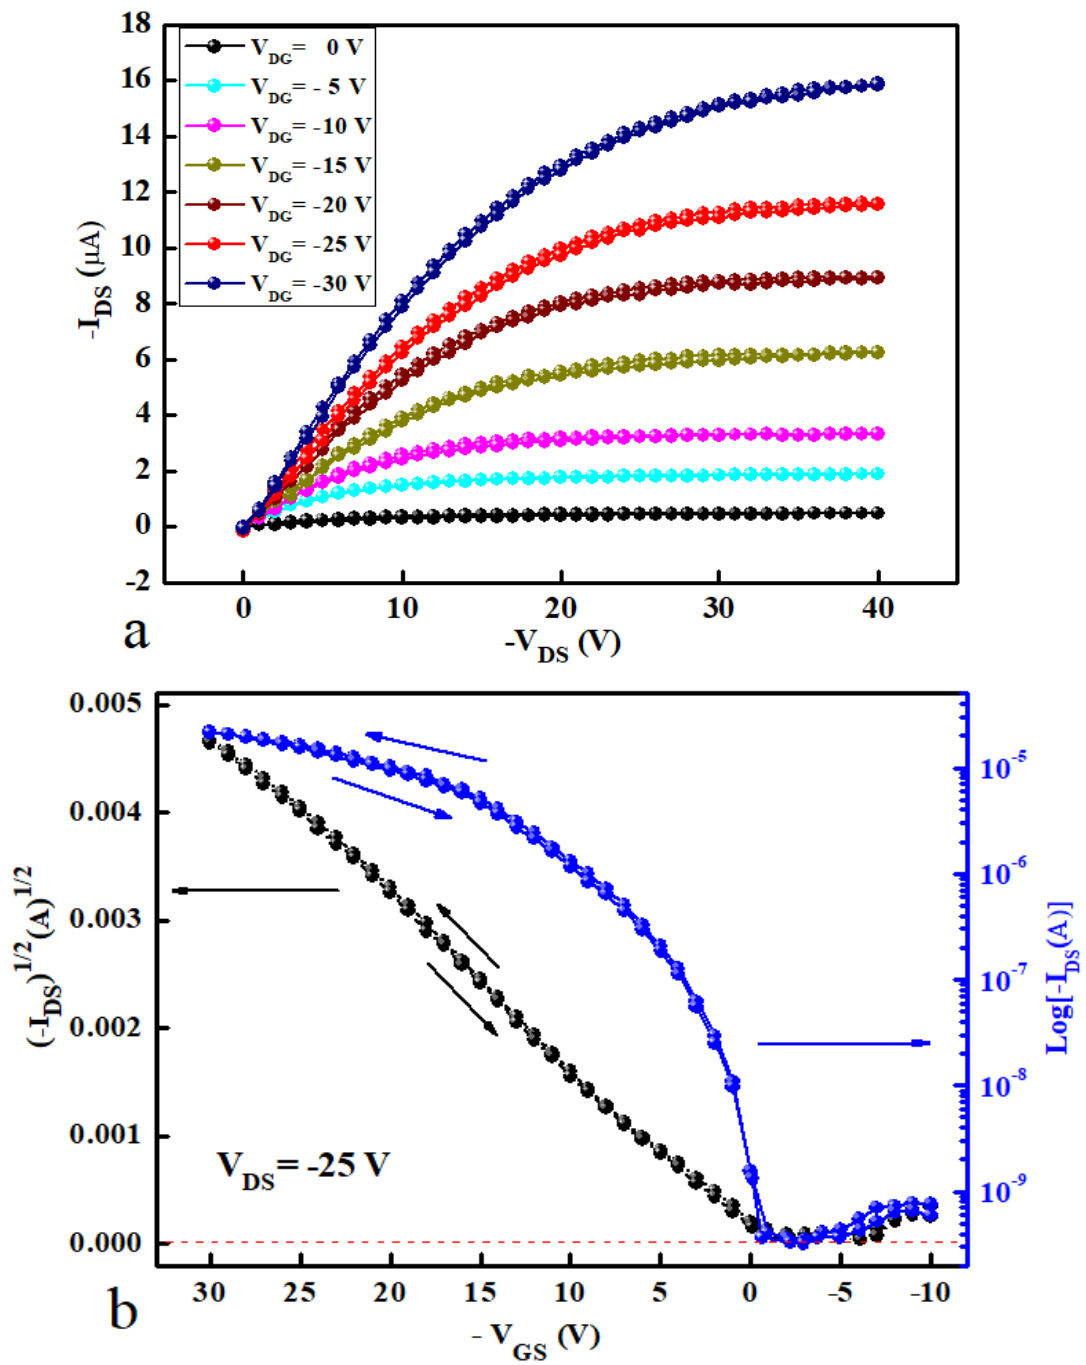 18
16
14
12
10
8
6
4
2
0
-2
-I_DS (μA)
V_DG= 0 V
V_DG= - 5 V
V_DG= -10 V
V_DG= -15 V
V_DG= -20 V
V_DG= -25 V
V_DG= -30 V
0 10 20 30 40
-V_DS (V)
a
0.005
0.004
0.003
0.002
0.001
0.000
(-I_DS)^1/2(A)^1/2
V_DS= -25 V
10^-5
10^-6
10^-7
10^-8
10^-9
Log[-I_DS(A)]
30 25 20 15 10 5 0 -5 -10
- V_GS (V)
b